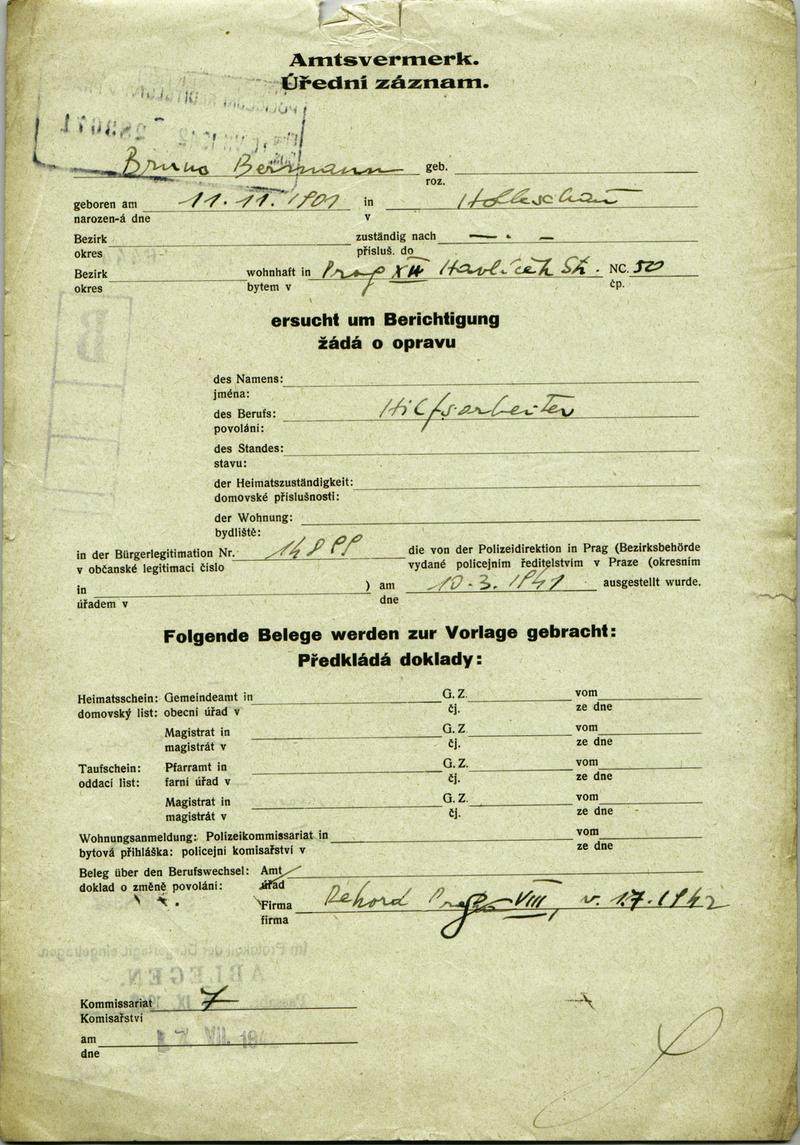 Amtsvermerk.
Úřední záznam.
Bruno Bermann geb.
roz.
geboren am 11. 11. 1901 in Holleschau
narozen-á dne v
Bezirk zuständig nach — . —
okres přísluš. do
Bezirk wohnhaft in Prag XII Havlíček St. NC. 50
okres bytem v čp.
ersucht um Berichtigung
žádá o opravu
des Namens:
jména:
des Berufs: Hilfsarbeiter
povolání:
des Standes:
stavu:
der Heimatszuständigkeit:
domovské příslušnosti:
der Wohnung:
bydliště:
in der Bürgerlegitimation Nr. 14899 die von der Polizeidirektion in Prag (Bezirksbehörde
v občanské legitimaci číslo vydané policejním ředitelstvím v Praze (okresním
in ) am 10. 3. 1941 ausgestellt wurde.
úřadem v dne
Folgende Belege werden zur Vorlage gebracht:
Předkládá doklady:
Heimatsschein: Gemeindeamt in G. Z. vom
domovský list: obecní úřad v čj. ze dne
Magistrat in G. Z vom
magistrát v čj. ze dne
Taufschein: Pfarramt in G. Z. vom
oddací list: farní úřad v čj. ze dne
Magistrat in G. Z. vom
magistrát v čj. ze dne
Wohnungsanmeldung: Polizeikommissariat in vom
bytová přihláška: policejní komisařství v ze dne
Beleg über den Berufswechsel: Amt
doklad o změně povolání: úřad
Firma Rekord Prag VIII, v. 1.7.1942
firma
ABLEGEN.
Kommissariat 7
Komisařství
am
dne